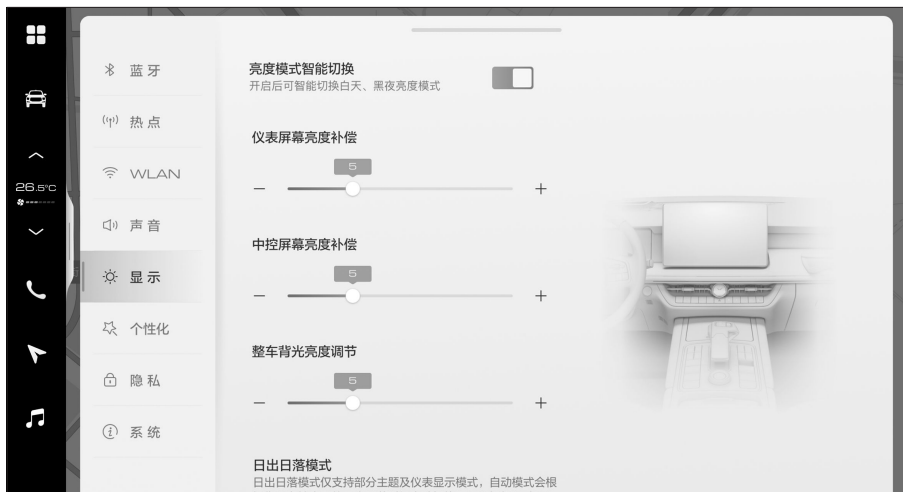 蓝牙
热点
WLAN
声音
显示
个性化
隐私
系统
26.5°C
亮度模式智能切换
开启后可智能切换白天、黑夜亮度模式
仪表屏幕亮度补偿
5
− +
中控屏幕亮度补偿
5
− +
整车背光亮度调节
5
− +
日出日落模式
日出日落模式仅支持部分主题及仪表显示模式，自动模式会根